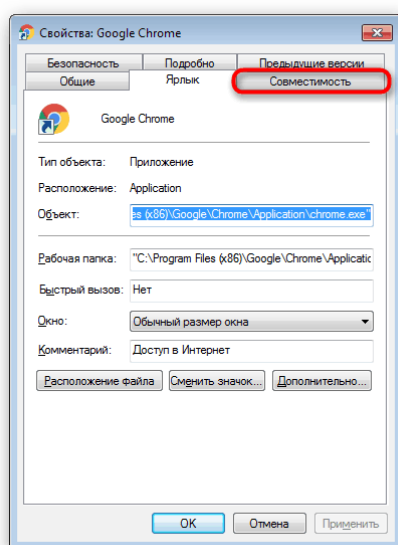 Свойства: Google Chrome
Безопасность Подробно Предыдущие версии
Общие Ярлык Совместимость
Google Chrome
Тип объекта: Приложение
Расположение: Application
Объект: es (x86)\Google\Chrome\Application\chrome.exe"
Рабочая папка: "C:\Program Files (x86)\Google\Chrome\Applicatic
Быстрый вызов: Нет
Окно: Обычный размер окна
Комментарий: Доступ в Интернет
Расположение файла Сменить значок... Дополнительно...
OK Отмена Применить